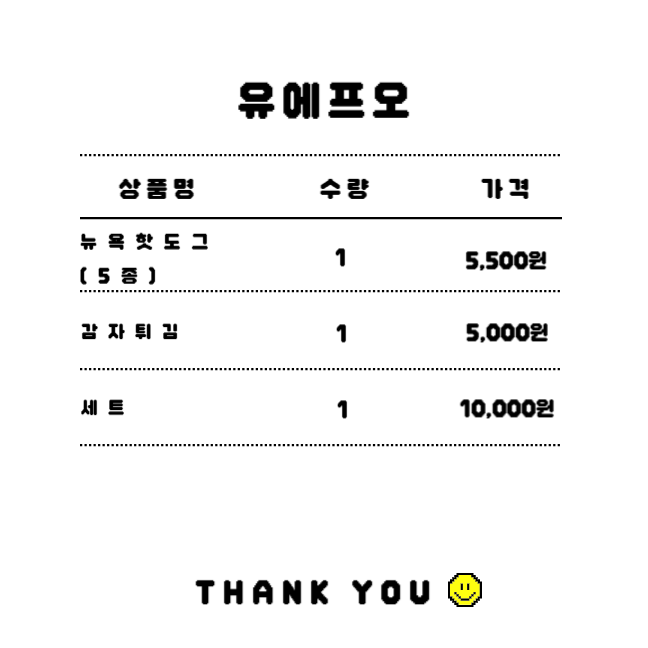 유에프오
상품명 수량 가격
뉴욕핫도그
(5종) 1 5,500원
감자튀김 1 5,000원
세트 1 10,000원
THANK YOU